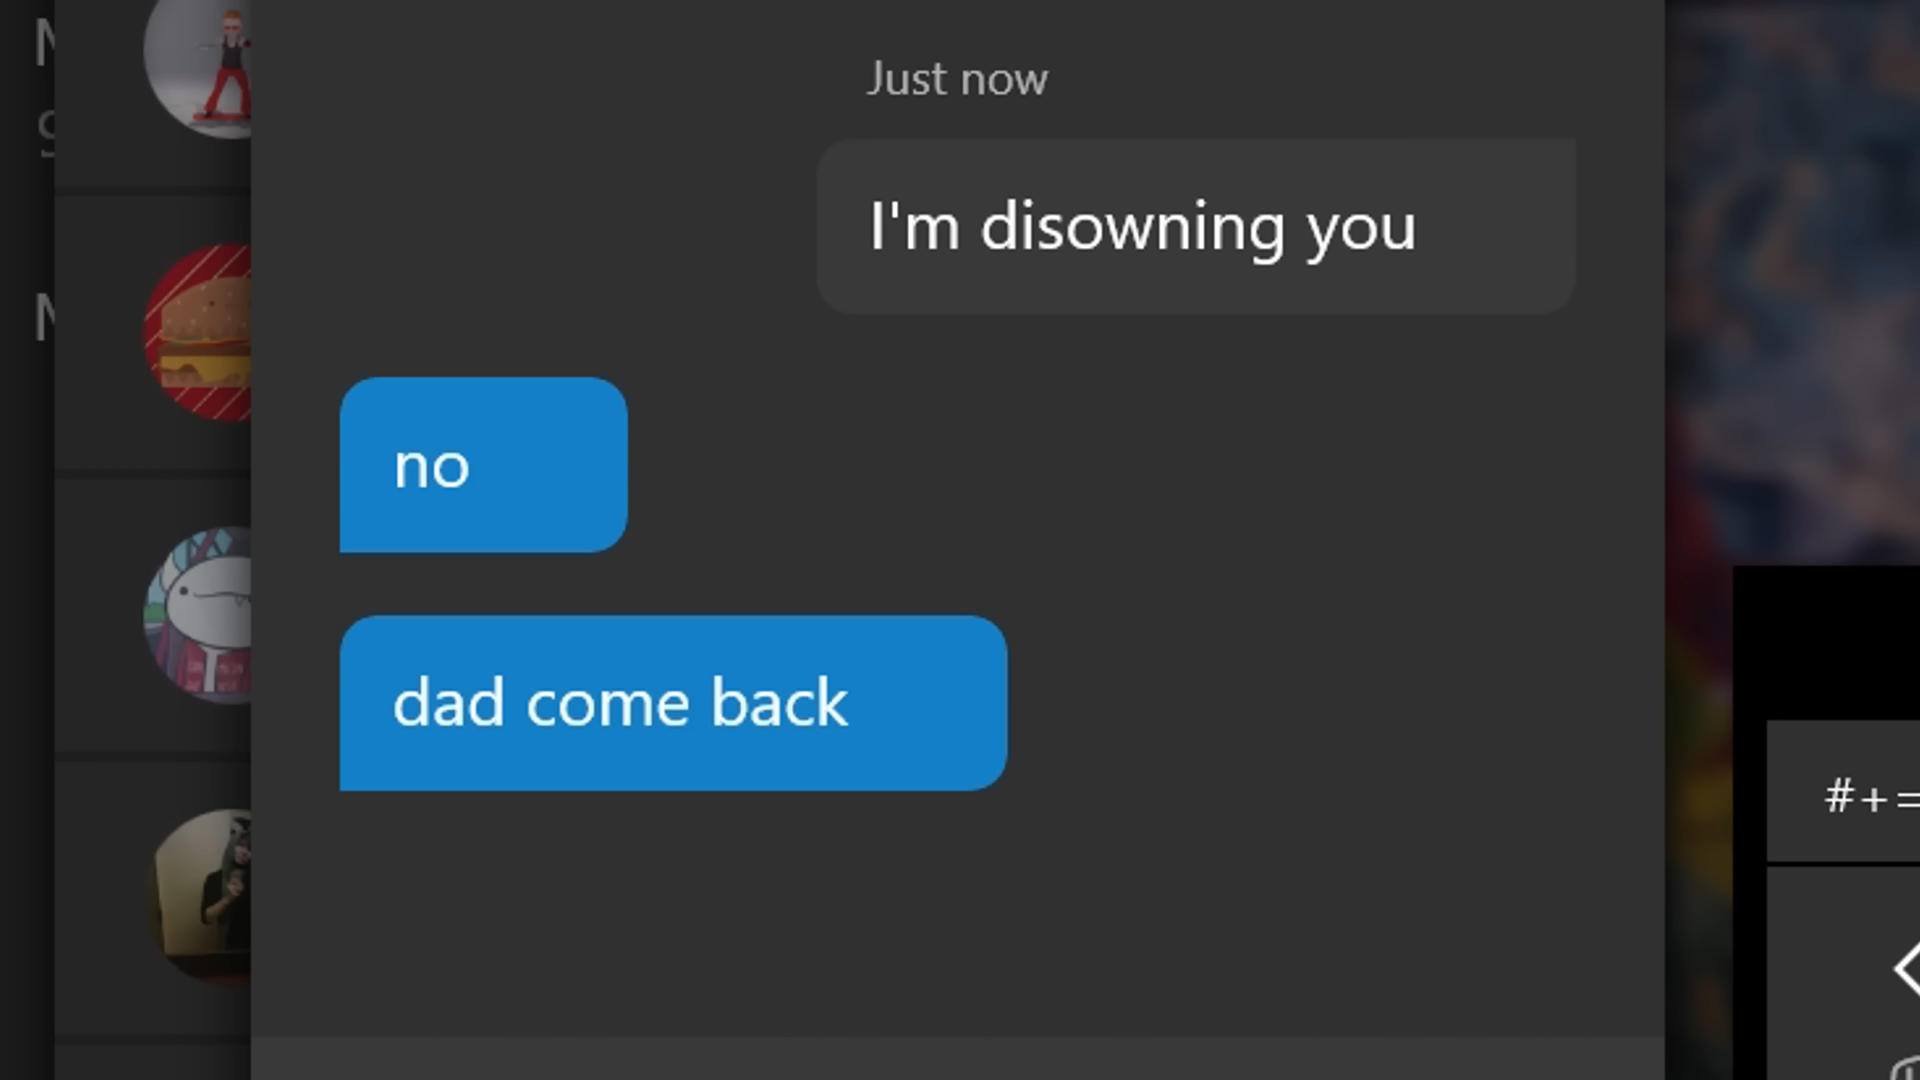 Just now
I'm disowning you
no
dad come back
#+=